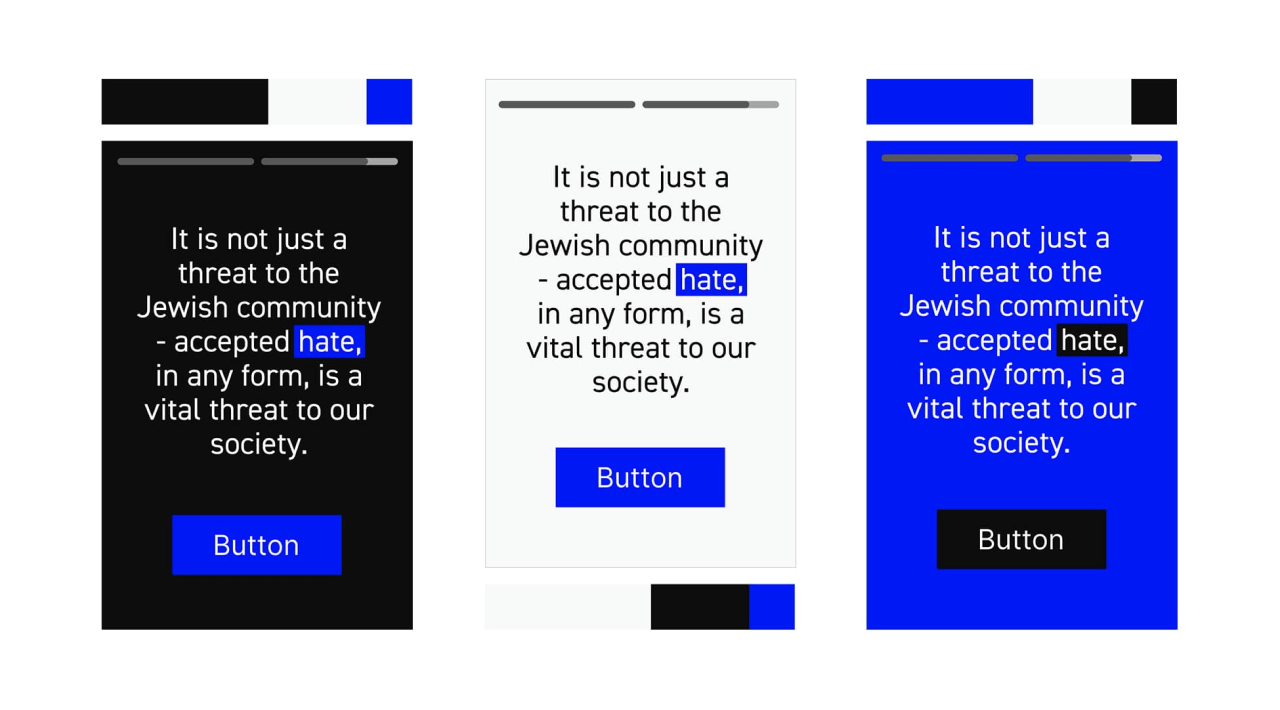 It is not just a
threat to the
Jewish community
- accepted hate,
in any form, is a
vital threat to our
society.
Button
It is not just a
threat to the
Jewish community
- accepted hate,
in any form, is a
vital threat to our
society.
Button
It is not just a
threat to the
Jewish community
- accepted hate,
in any form, is a
vital threat to our
society.
Button